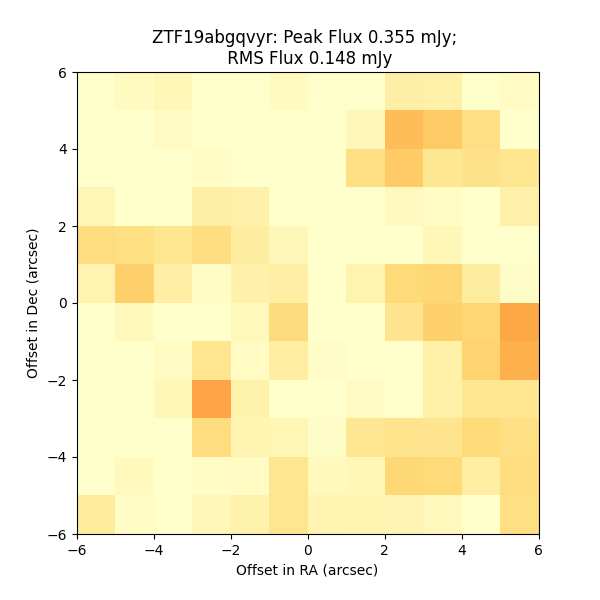 ZTF19abgqvyr: Peak Flux 0.355 mJy;
RMS Flux 0.148 mJy
6
4
2
0
−2
−4
−6
Offset in Dec (arcsec)
−6 −4 −2 0 2 4 6
Offset in RA (arcsec)